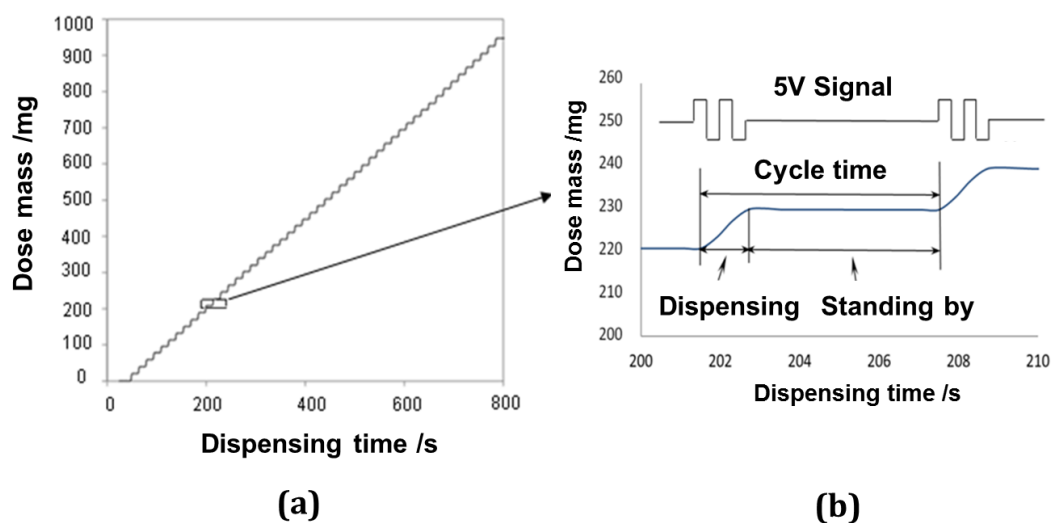 1000
900
800
700
600
500
400
300
200
100
0
Dose mass /mg
0 200 400 600 800
Dispensing time /s
(a)
260
250
240
230
220
210
200
Dose mass /mg
5V Signal
Cycle time
Dispensing Standing by
200 202 204 206 208 210
Dispensing time /s
(b)